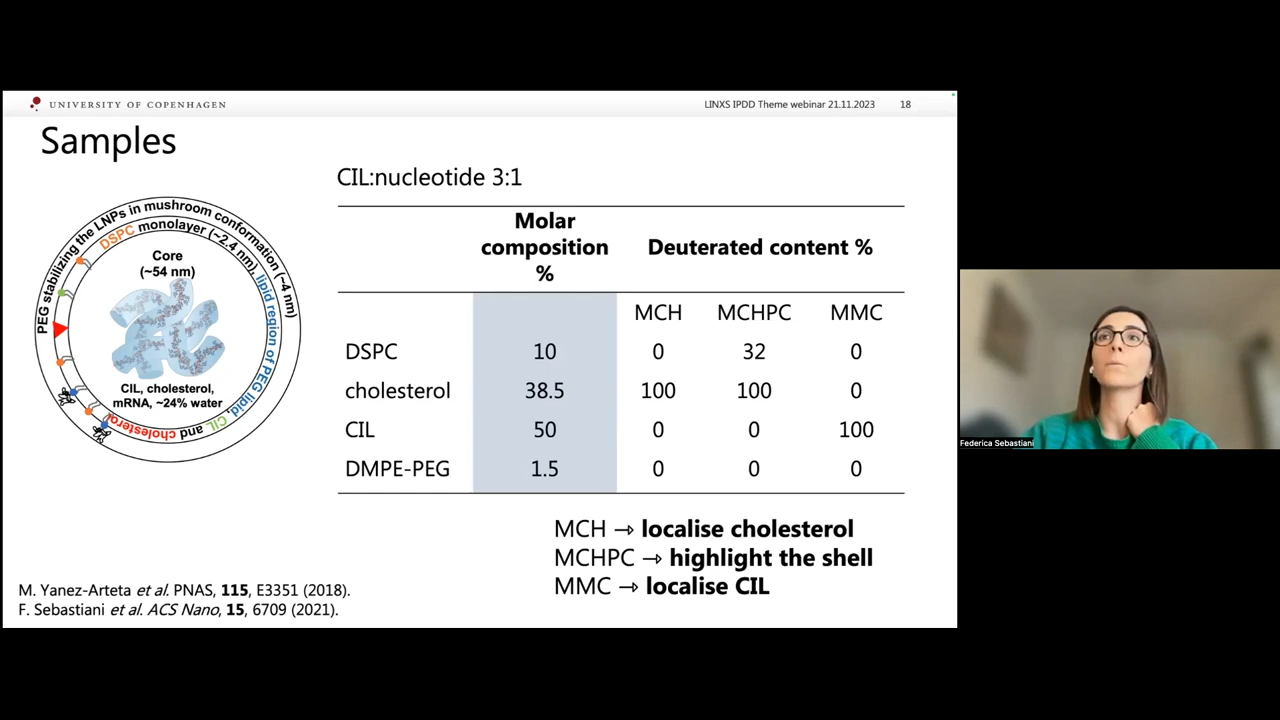 UNIVERSITY OF COPENHAGEN
LINXS IPDD Theme webinar 21.11.2023 18
Samples
CIL:nucleotide 3:1
PEG stabilizing the LNPs in mushroom conformation (~4 nm)
DSPC monolayer (~2.4 nm), lipid region of PEG lipid, CIL and cholesterol
Core
(~54 nm)
CIL, cholesterol,
mRNA, ~24% water
Molar
composition
%
Deuterated content %
MCH MCHPC MMC
DSPC 10 0 32 0
cholesterol 38.5 100 100 0
CIL 50 0 0 100
DMPE-PEG 1.5 0 0 0
MCH → localise cholesterol
MCHPC → highlight the shell
MMC → localise CIL
M. Yanez-Arteta et al. PNAS, 115, E3351 (2018).
F. Sebastiani et al. ACS Nano, 15, 6709 (2021).
Federica Sebastiani